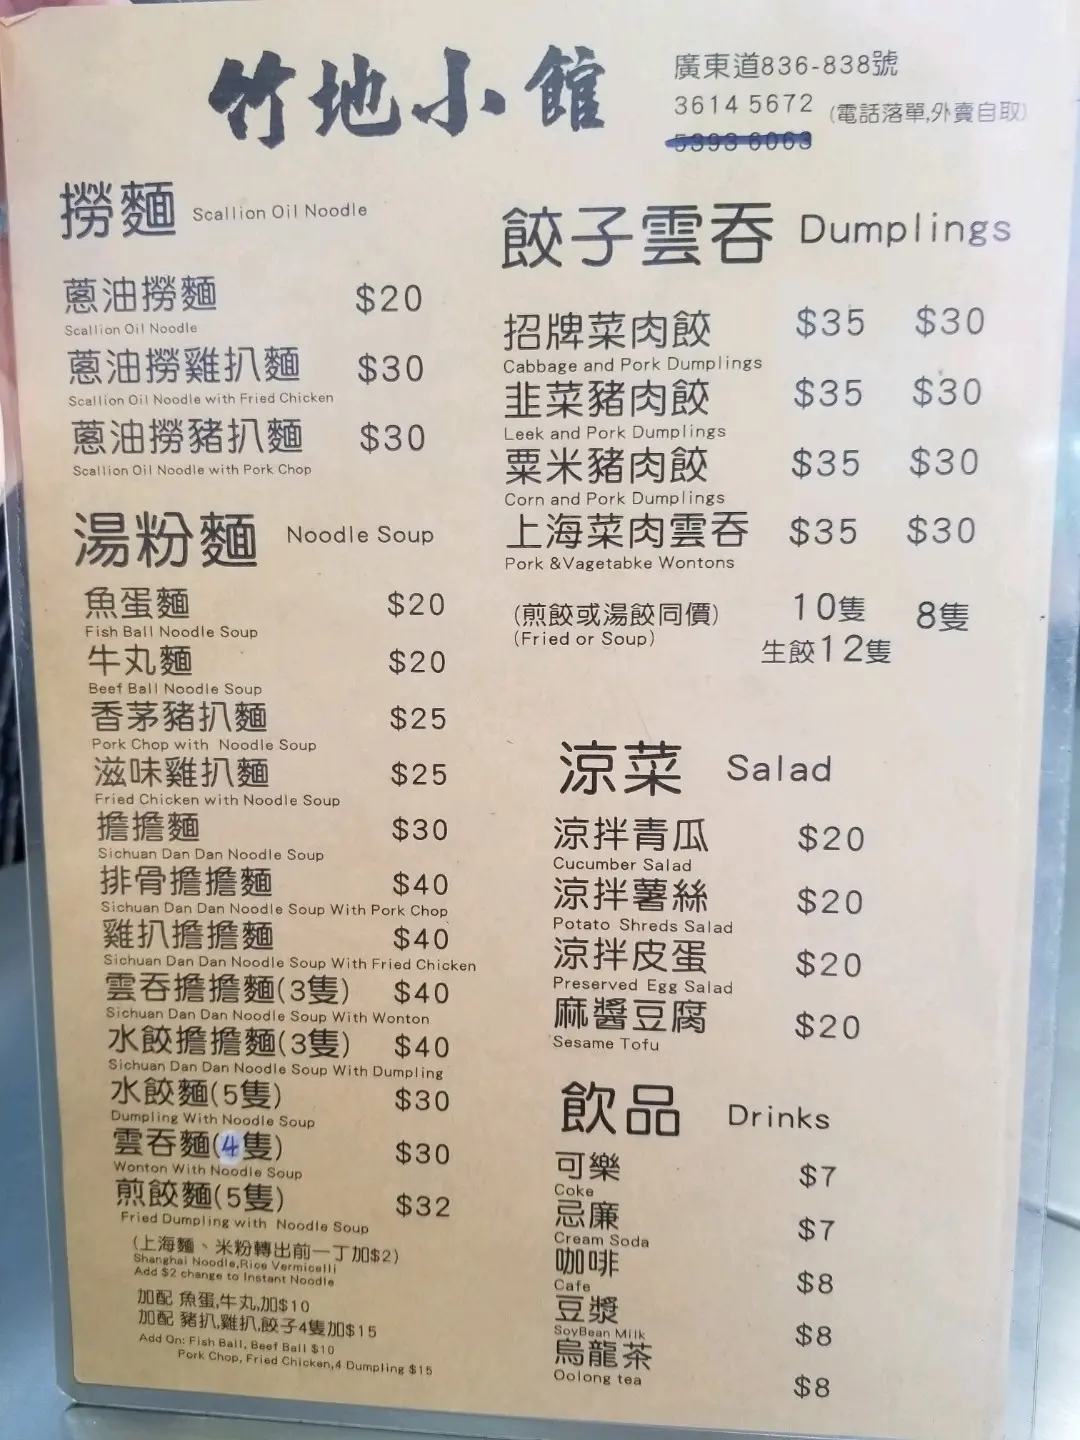 竹地小館
廣東道836-838號
3614 5672 (電話落單,外賣自取)
5393 6063
撈麵 Scallion Oil Noodle
蔥油撈麵 $20
Scallion Oil Noodle
蔥油撈雞扒麵 $30
Scallion Oil Noodle with Fried Chicken
蔥油撈豬扒麵 $30
Scallion Oil Noodle with Pork Chop
湯粉麵 Noodle Soup
魚蛋麵 $20
Fish Ball Noodle Soup
牛丸麵 $20
Beef Ball Noodle Soup
香茅豬扒麵 $25
Pork Chop with Noodle Soup
滋味雞扒麵 $25
Fried Chicken with Noodle Soup
擔擔麵 $30
Sichuan Dan Dan Noodle Soup
排骨擔擔麵 $40
Sichuan Dan Dan Noodle Soup With Pork Chop
雞扒擔擔麵 $40
Sichuan Dan Dan Noodle Soup With Fried Chicken
雲吞擔擔麵(3隻) $40
Sichuan Dan Dan Noodle Soup With Wonton
水餃擔擔麵(3隻) $40
Sichuan Dan Dan Noodle Soup With Dumpling
水餃麵(5隻) $30
Dumpling With Noodle Soup
雲吞麵(4隻) $30
Wonton With Noodle Soup
煎餃麵(5隻) $32
Fried Dumpling with Noodle Soup
(上海麵、米粉轉出前一丁加$2)
Shanghai Noodle,Rice Vermicelli
Add $2 change to Instant Noodle
加配 魚蛋,牛丸,加$10
加配 豬扒,雞扒,餃子4隻加$15
Add On: Fish Ball, Beef Ball $10
Pork Chop, Fried Chicken,4 Dumpling $15
餃子雲吞 Dumplings
招牌菜肉餃 $35 $30
Cabbage and Pork Dumplings
韭菜豬肉餃 $35 $30
Leek and Pork Dumplings
粟米豬肉餃 $35 $30
Corn and Pork Dumplings
上海菜肉雲吞 $35 $30
Pork &Vagetabke Wontons
(煎餃或湯餃同價) 10隻 8隻
(Fried or Soup) 生餃12隻
涼菜 Salad
涼拌青瓜 $20
Cucumber Salad
涼拌薯絲 $20
Potato Shreds Salad
涼拌皮蛋 $20
Preserved Egg Salad
麻醬豆腐 $20
Sesame Tofu
飲品 Drinks
可樂 $7
Coke
忌廉 $7
Cream Soda
咖啡 $8
Cafe
豆漿 $8
SoyBean Milk
烏龍茶 $8
Oolong tea